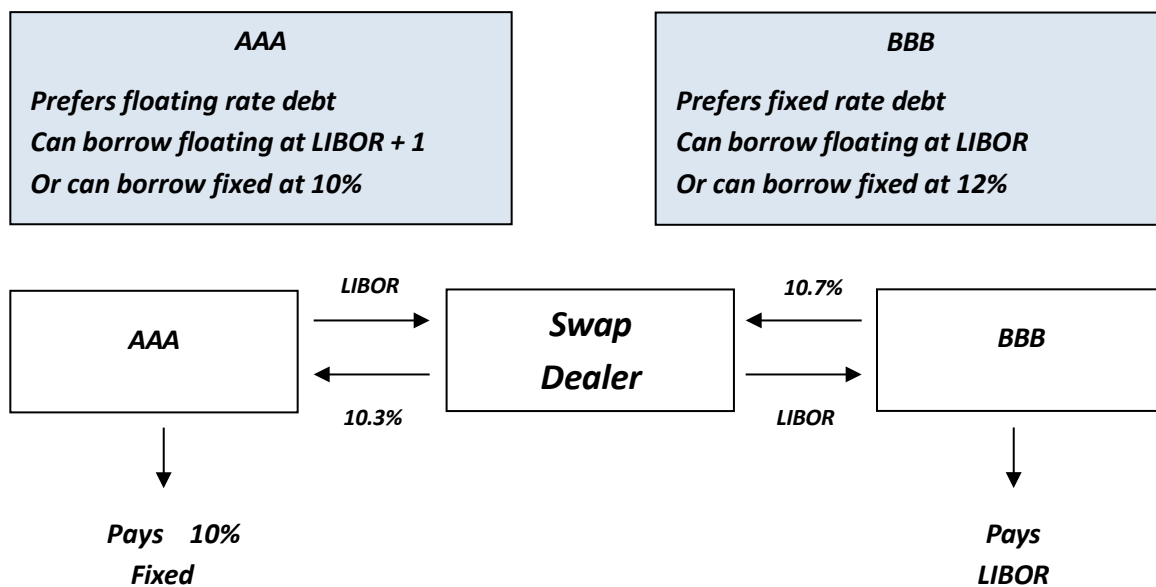 AAA
Prefers floating rate debt
Can borrow floating at LIBOR + 1
Or can borrow fixed at 10%
BBB
Prefers fixed rate debt
Can borrow floating at LIBOR
Or can borrow fixed at 12%
AAA
LIBOR
10.3%
Swap
Dealer
10.7%
LIBOR
BBB
Pays 10%
Fixed
Pays
LIBOR